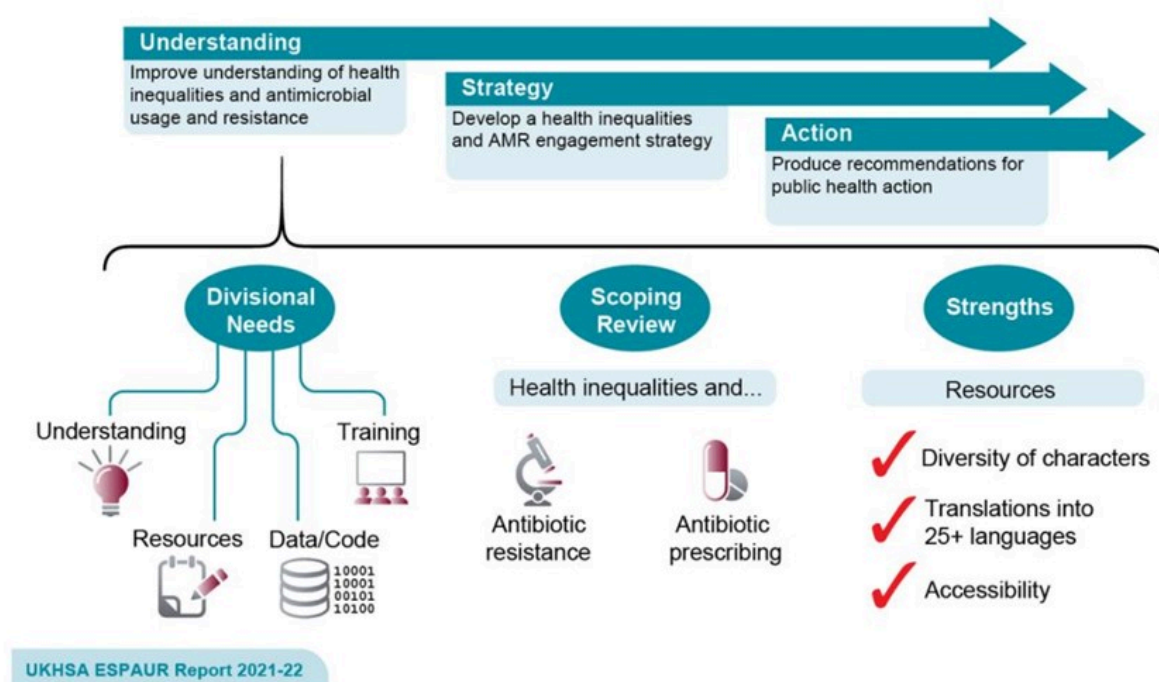 Understanding
Improve understanding of health
inequalities and antimicrobial
usage and resistance
Strategy
Develop a health inequalities
and AMR engagement strategy
Action
Produce recommendations for
public health action
Divisional
Needs
Understanding
Training
Resources
Data/Code
10001
10001
00101
10100
Scoping
Review
Health inequalities and...
Antibiotic
resistance
Antibiotic
prescribing
Strengths
Resources
Diversity of characters
Translations into
25+ languages
Accessibility
UKHSA ESPAUR Report 2021-22